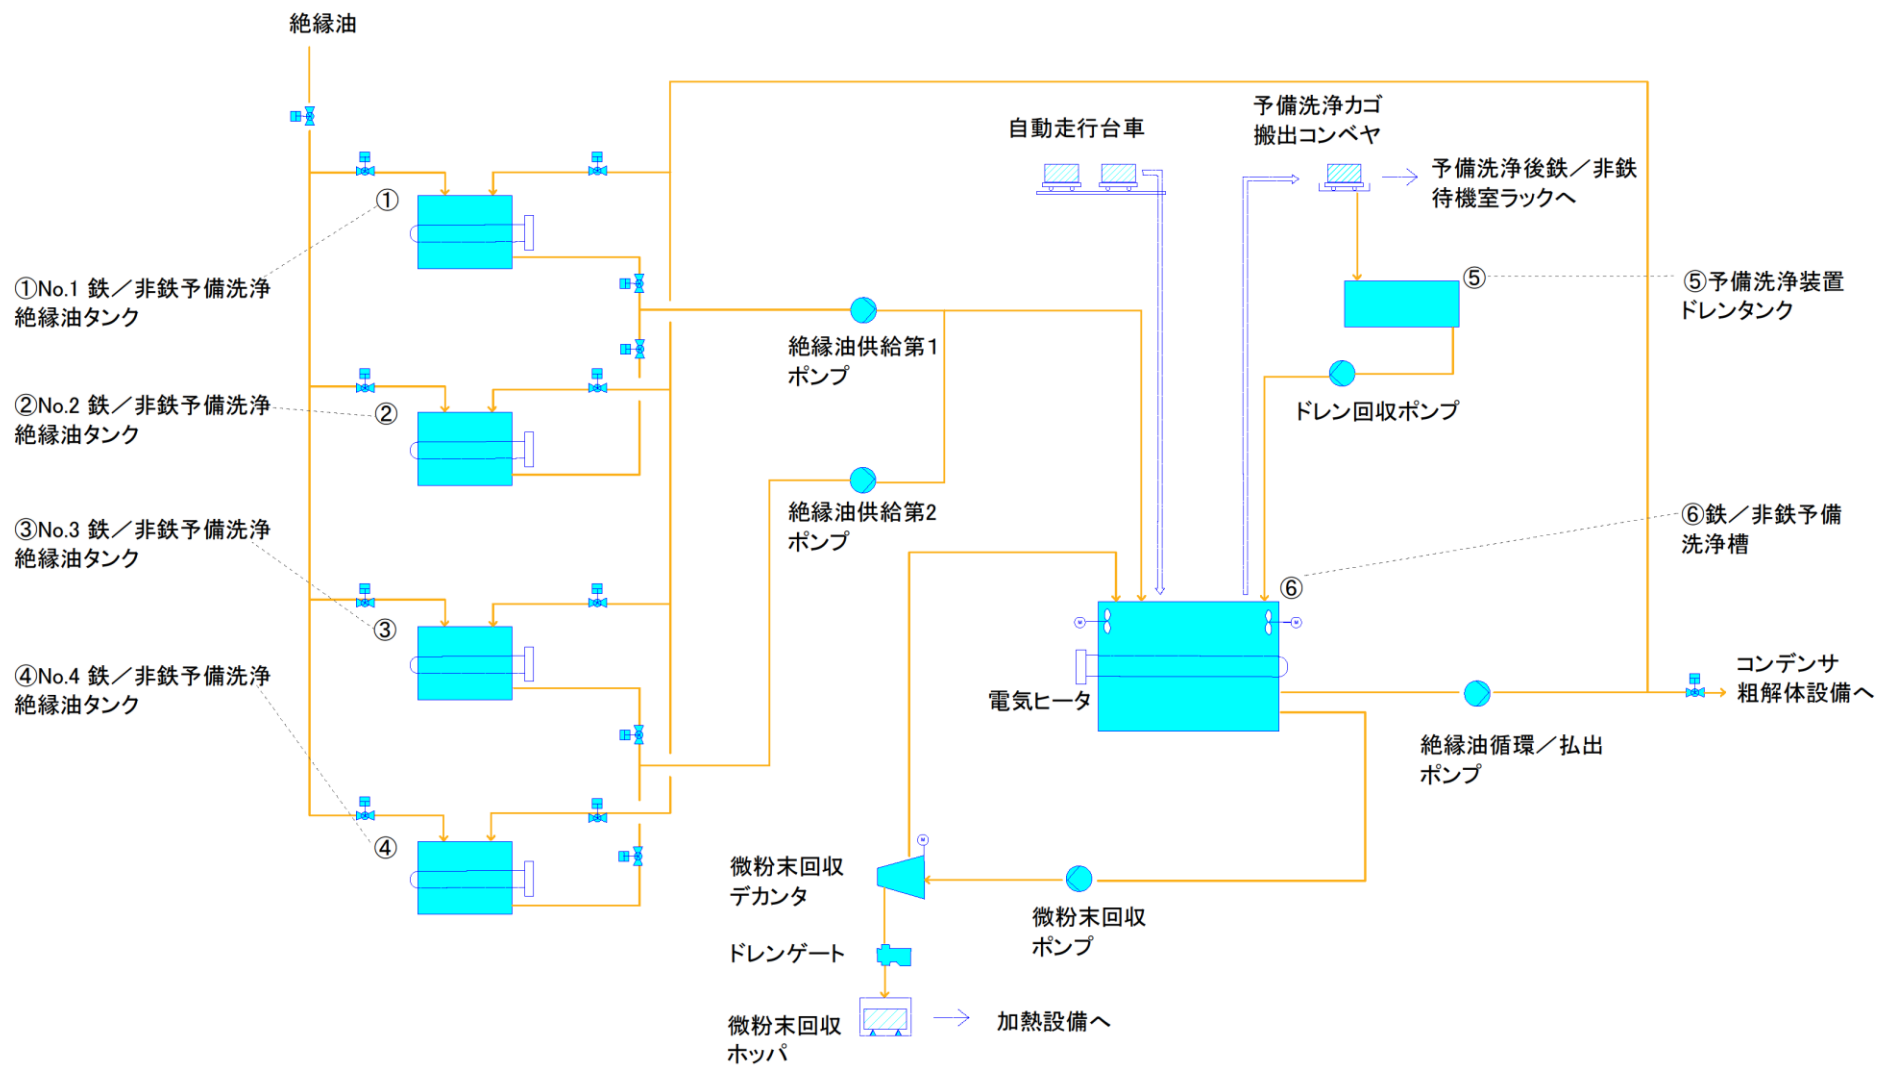 絶縁油
自動走行台車
予備洗浄カゴ
搬出コンベヤ
予備洗浄後鉄／非鉄
待機室ラックへ
①
①No.1 鉄／非鉄予備洗浄
絶縁油タンク
⑤
⑤予備洗浄装置
ドレンタンク
絶縁油供給第1
ポンプ
ドレン回収ポンプ
②No.2 鉄／非鉄予備洗浄
絶縁油タンク
②
絶縁油供給第2
ポンプ
③No.3 鉄／非鉄予備洗浄
絶縁油タンク
③
⑥鉄／非鉄予備
洗浄槽
⑥
M
M
電気ヒータ
④No.4 鉄／非鉄予備洗浄
絶縁油タンク
④
コンデンサ
粗解体設備へ
絶縁油循環／払出
ポンプ
M
微粉末回収
デカンタ
微粉末回収
ポンプ
ドレンゲート
微粉末回収
ホッパ
加熱設備へ